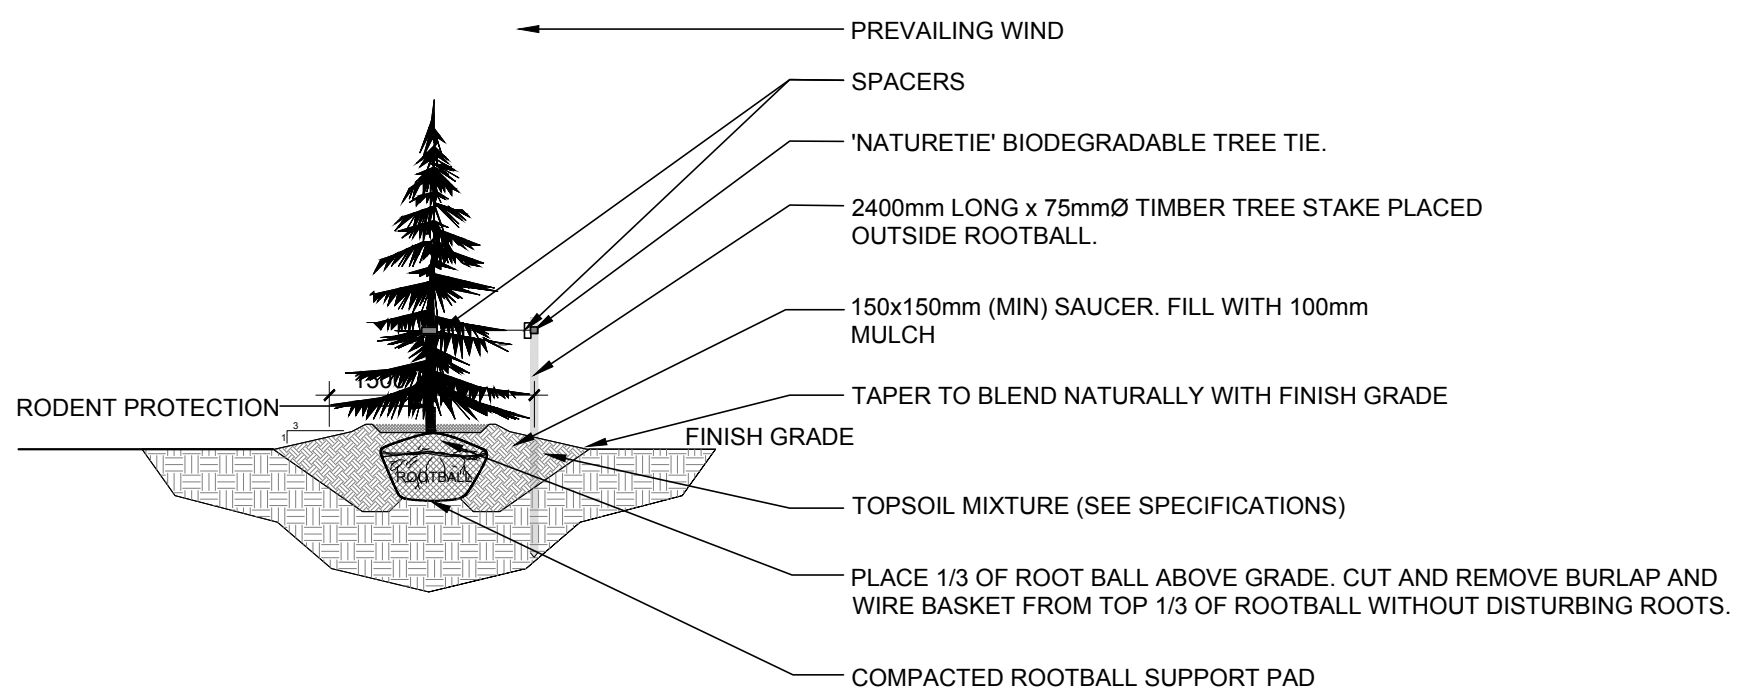 PREVAILING WIND
SPACERS
'NATURETIE' BIODEGRADABLE TREE TIE.
2400mm LONG x 75mmØ TIMBER TREE STAKE PLACED
OUTSIDE ROOTBALL.
150x150mm (MIN) SAUCER. FILL WITH 100mm
MULCH
TAPER TO BLEND NATURALLY WITH FINISH GRADE
RODENT PROTECTION
3
1
FINISH GRADE
ROOTBALL
TOPSOIL MIXTURE (SEE SPECIFICATIONS)
PLACE 1/3 OF ROOT BALL ABOVE GRADE. CUT AND REMOVE BURLAP AND
WIRE BASKET FROM TOP 1/3 OF ROOTBALL WITHOUT DISTURBING ROOTS.
COMPACTED ROOTBALL SUPPORT PAD